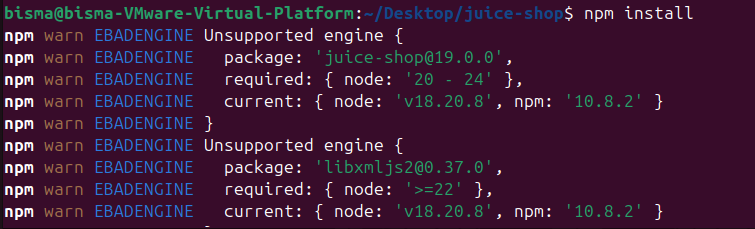 bisma@bisma-VMware-Virtual-Platform:~/Desktop/juice-shop$ npm install
npm warn EBADENGINE Unsupported engine {
npm warn EBADENGINE   package: 'juice-shop@19.0.0',
npm warn EBADENGINE   required: { node: '20 - 24' },
npm warn EBADENGINE   current: { node: 'v18.20.8', npm: '10.8.2' }
npm warn EBADENGINE }
npm warn EBADENGINE Unsupported engine {
npm warn EBADENGINE   package: 'libxmljs2@0.37.0',
npm warn EBADENGINE   required: { node: '>=22' },
npm warn EBADENGINE   current: { node: 'v18.20.8', npm: '10.8.2' }